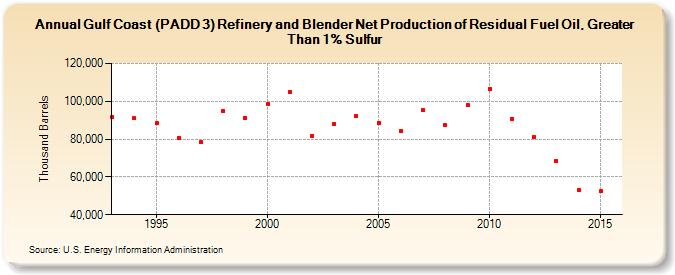 Annual Gulf Coast (PADD 3) Refinery and Blender Net Production of Residual Fuel Oil, Greater
Than 1% Sulfur
Thousand Barrels
120,000
100,000
80,000
60,000
40,000
1995
2000
2005
2010
2015
Source: U.S. Energy Information Administration